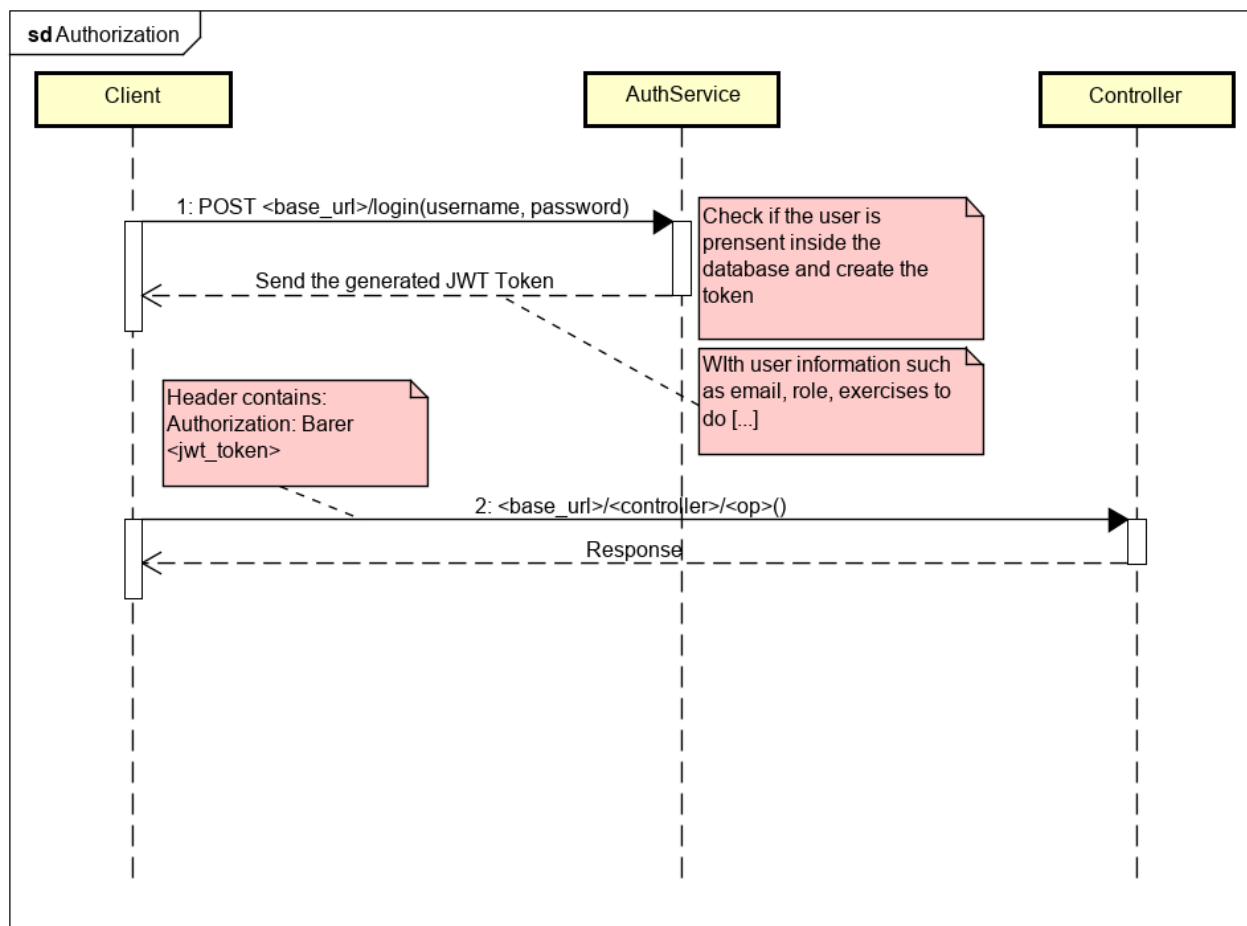 sd Authorization
Client
AuthService
Controller
1: POST <base_url>/login(username, password)
Check if the user is
prensent inside the
database and create the
token
Send the generated JWT Token
WIth user information such
as email, role, exercises to
do [...]
Header contains:
Authorization: Barer
<jwt_token>
2: <base_url>/<controller>/<op>()
Response